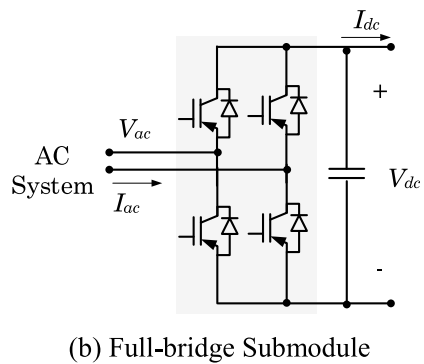 I_dc
+
V_ac
AC
System
I_ac
V_dc
-
(b) Full-bridge Submodule